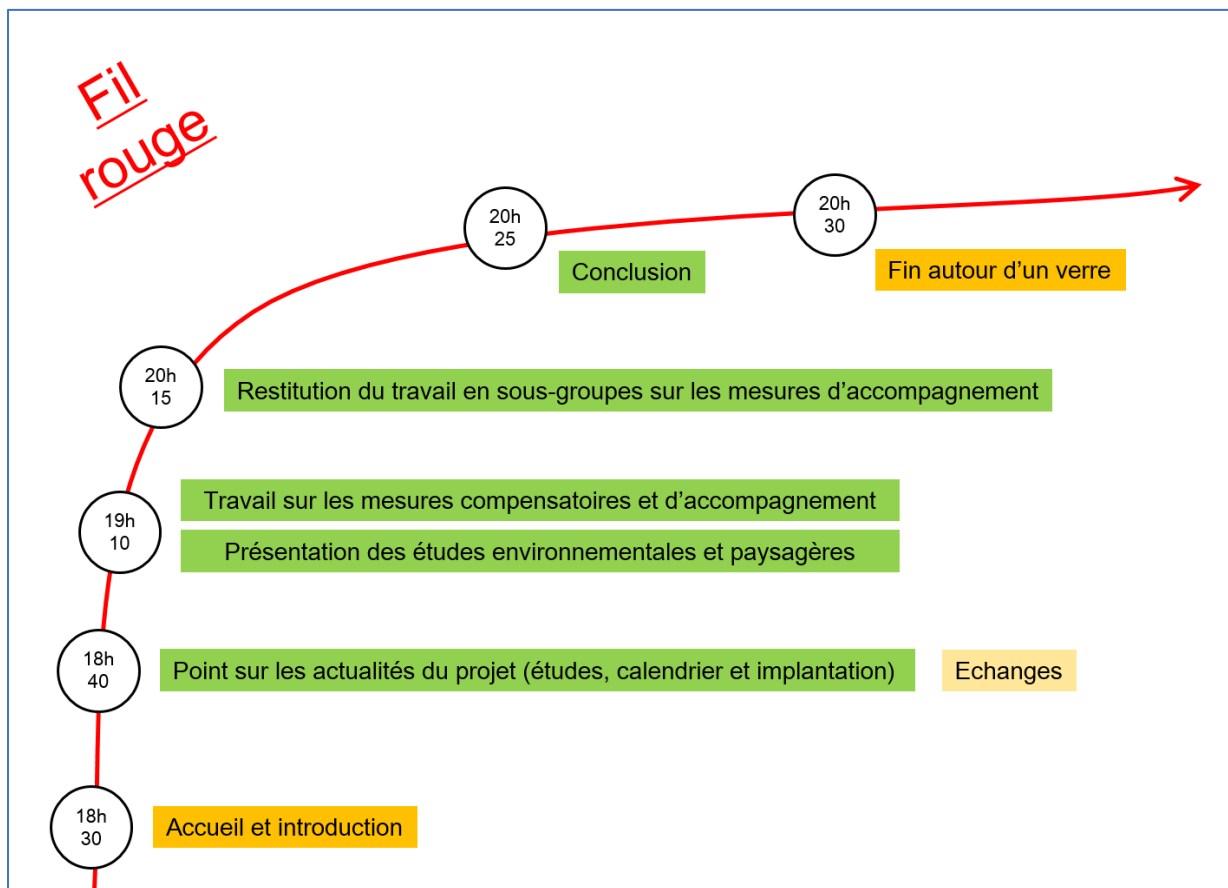 Fil
rouge
20h
25
Conclusion
20h
30
Fin autour d’un verre
20h
15
Restitution du travail en sous-groupes sur les mesures d’accompagnement
19h
10
Travail sur les mesures compensatoires et d’accompagnement
Présentation des études environnementales et paysagères
18h
40
Point sur les actualités du projet (études, calendrier et implantation)
Echanges
18h
30
Accueil et introduction